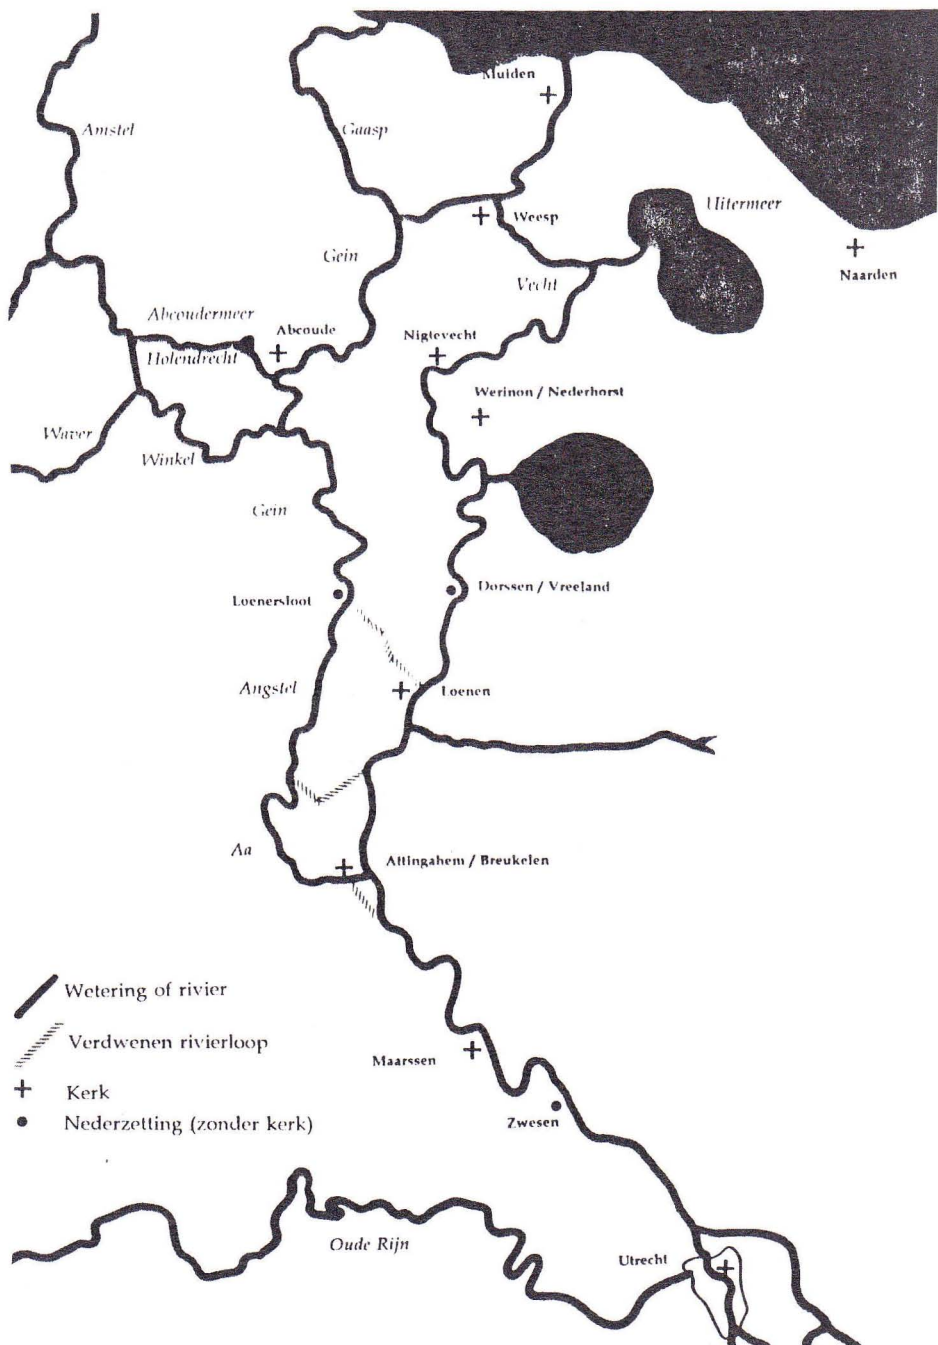 Muiden
Amstel
Gaasp
Uitermeer
Weesp
Gein
Naarden
Vecht
Abcoudermeer
Abcoude
Nigtevecht
Holendrecht
Werinon / Nederhorst
Waver
Winkel
Gein
Dorssen / Vreeland
Loenersloot
Angstel
Loenen
Aa
Attingahem / Breukelen
Wetering of rivier
Verdwenen rivierloop
Maarssen
Kerk
Nederzetting (zonder kerk)
Zwesen
Oude Rijn
Utrecht